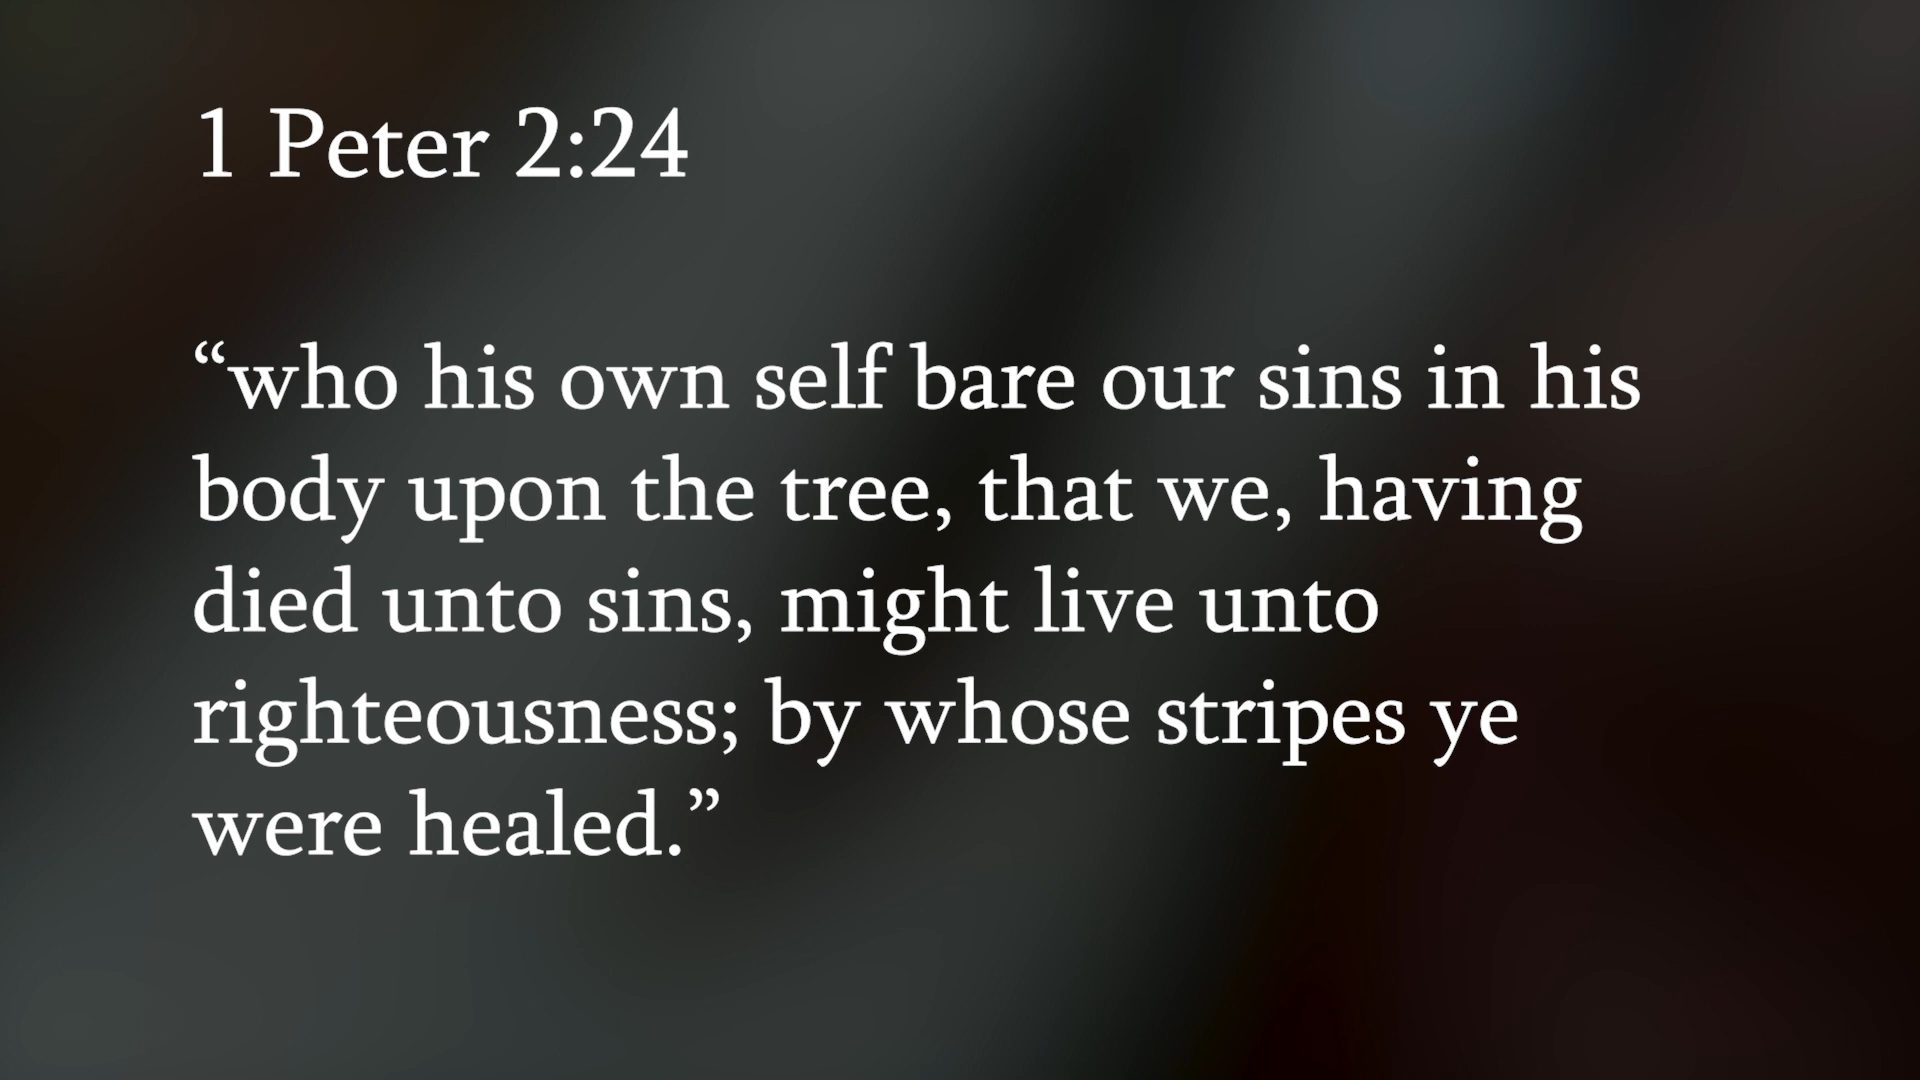 1 Peter 2:24
“who his own self bare our sins in his
body upon the tree, that we, having
died unto sins, might live unto
righteousness; by whose stripes ye
were healed.”